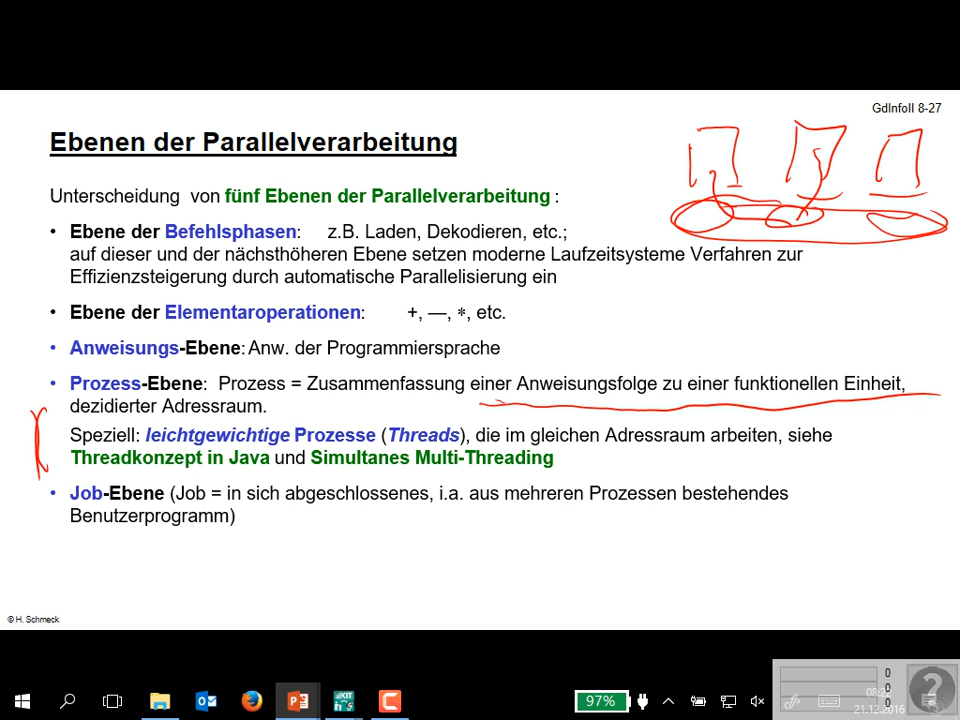 GdInfoII 8-27
Ebenen der Parallelverarbeitung
Unterscheidung von fünf Ebenen der Parallelverarbeitung :
• Ebene der Befehlsphasen: z.B. Laden, Dekodieren, etc.;
auf dieser und der nächsthöheren Ebene setzen moderne Laufzeitsysteme Verfahren zur
Effizienzsteigerung durch automatische Parallelisierung ein
• Ebene der Elementaroperationen: +, —, *, etc.
• Anweisungs-Ebene: Anw. der Programmiersprache
• Prozess-Ebene: Prozess = Zusammenfassung einer Anweisungsfolge zu einer funktionellen Einheit,
dezidierter Adressraum.
Speziell: leichtgewichtige Prozesse (Threads), die im gleichen Adressraum arbeiten, siehe
Threadkonzept in Java und Simultanes Multi-Threading
• Job-Ebene (Job = in sich abgeschlossenes, i.a. aus mehreren Prozessen bestehendes
Benutzerprogramm)
© H. Schmeck
97%
0
0
0
21.12.2016